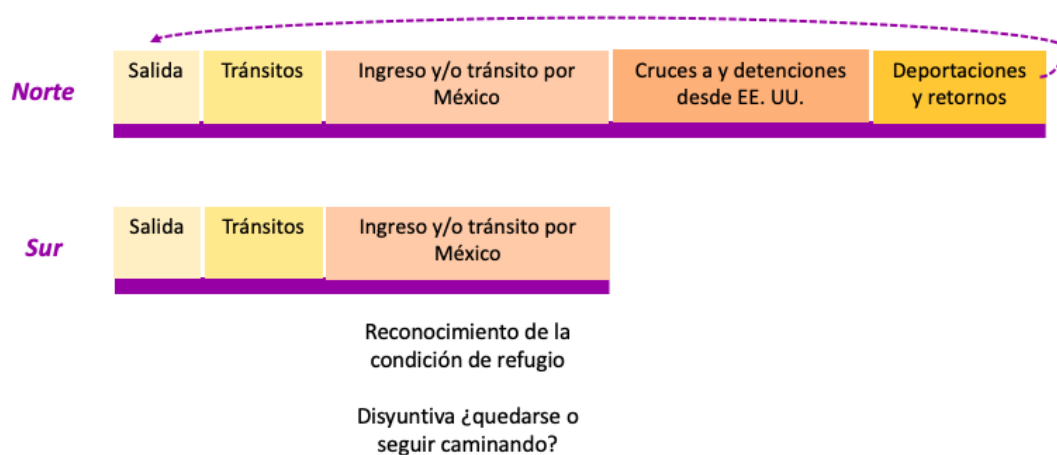 Norte
Salida
Tránsitos
Ingreso y/o tránsito por
México
Cruces a y detenciones
desde EE. UU.
Deportaciones
y retornos
Sur
Salida
Tránsitos
Ingreso y/o tránsito por
México
Reconocimiento de la
condición de refugio
Disyuntiva ¿quedarse o
seguir caminando?